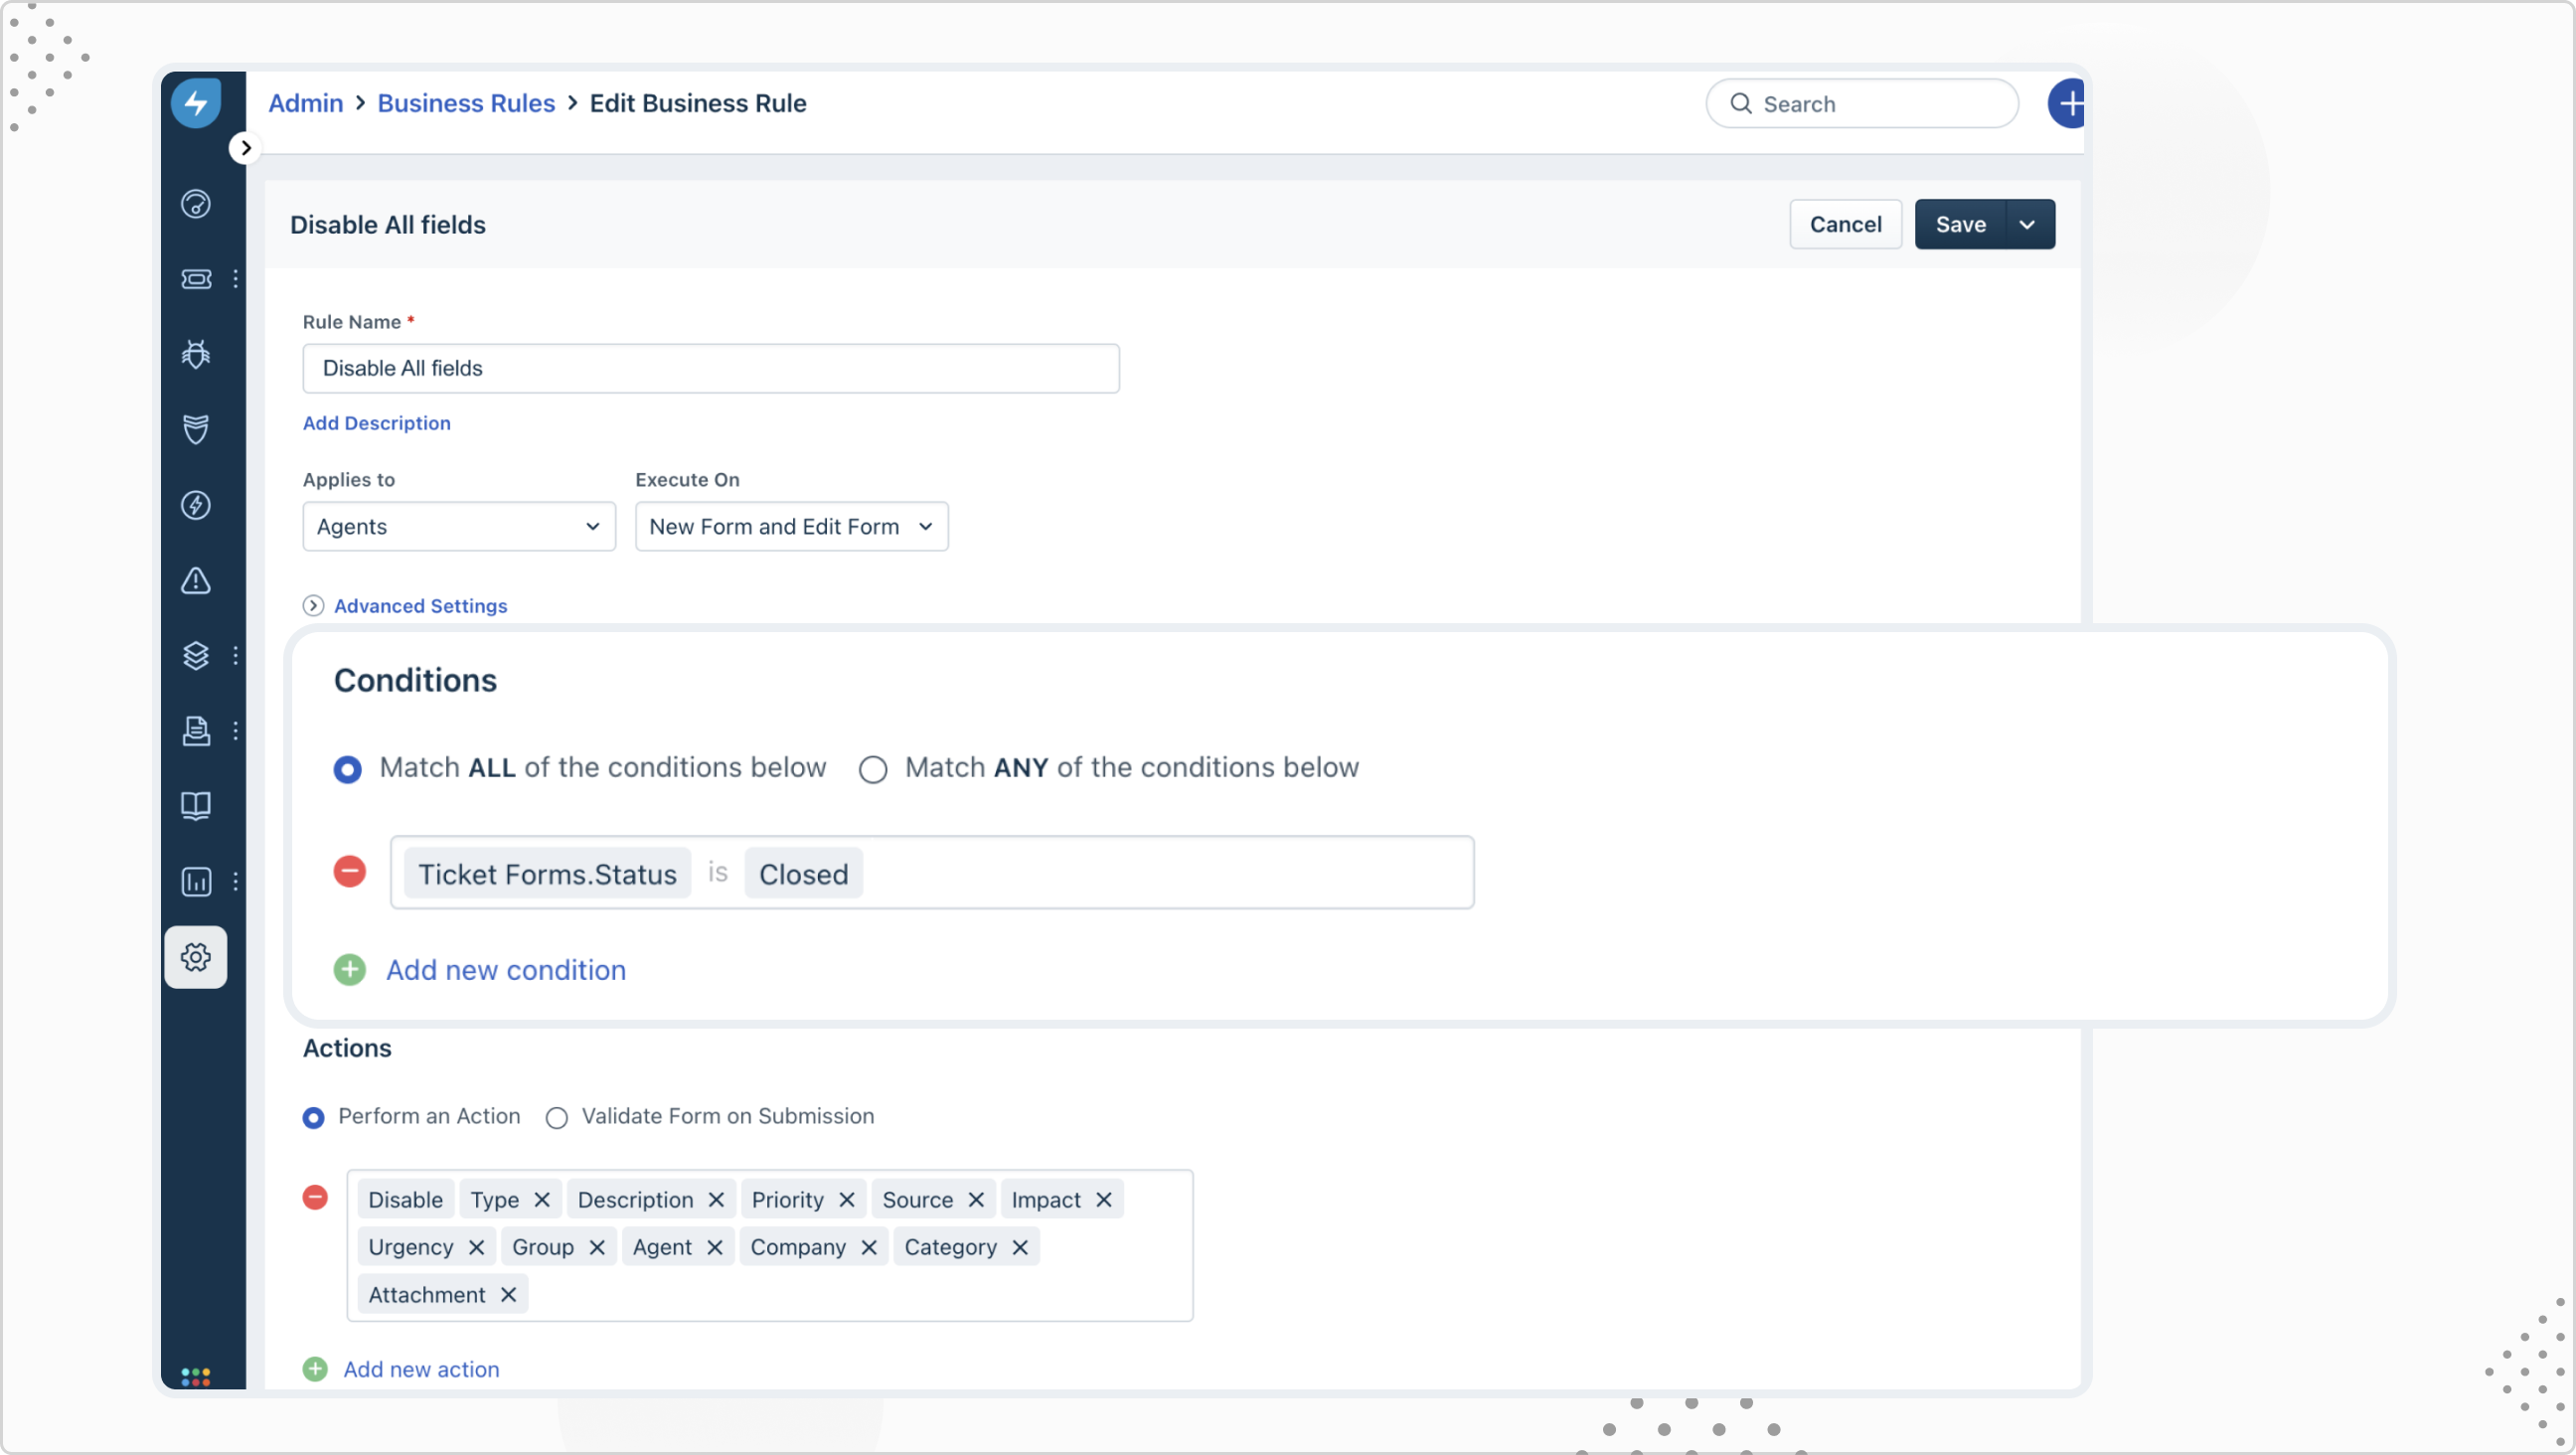 Admin > Business Rules > Edit Business Rule
Search
Disable All fields
Cancel
Save
Rule Name *
Disable All fields
Add Description
Applies to
Execute On
Agents
New Form and Edit Form
Advanced Settings
Conditions
Match ALL of the conditions below
Match ANY of the conditions below
Ticket Forms.Status is Closed
Add new condition
Actions
Perform an Action
Validate Form on Submission
Disable Type Description Priority Source Impact
Urgency Group Agent Company Category
Attachment
Add new action